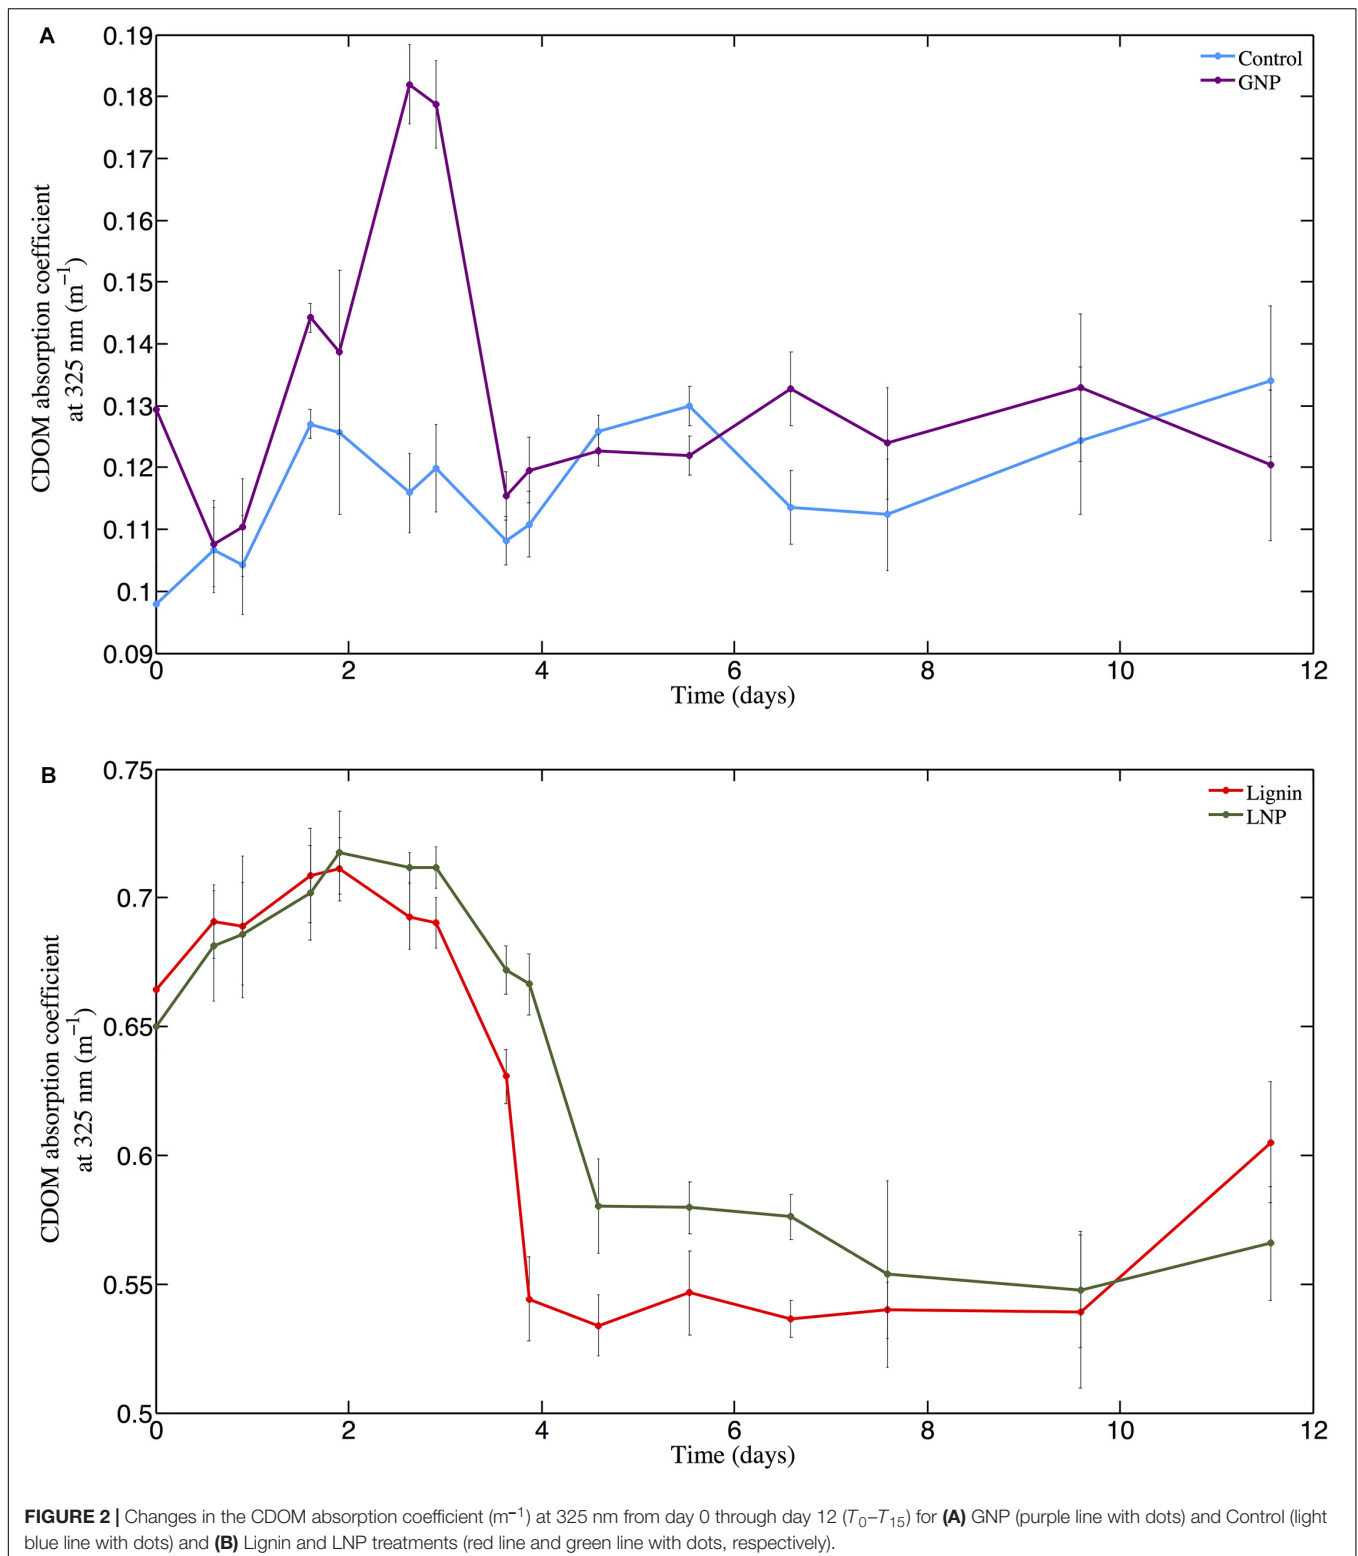 A
0.19
0.18
0.17
0.16
0.15
0.14
0.13
0.12
0.11
0.1
0.09
CDOM absorption coefficient
at 325 nm (m−1)
Control
GNP
0 2 4 6 8 10 12
Time (days)
B
0.75
0.7
0.65
0.6
0.55
0.5
CDOM absorption coefficient
at 325 nm (m−1)
Lignin
LNP
0 2 4 6 8 10 12
Time (days)
FIGURE 2 | Changes in the CDOM absorption coefficient (m−1) at 325 nm from day 0 through day 12 (T0–T15) for (A) GNP (purple line with dots) and Control (light
blue line with dots) and (B) Lignin and LNP treatments (red line and green line with dots, respectively).